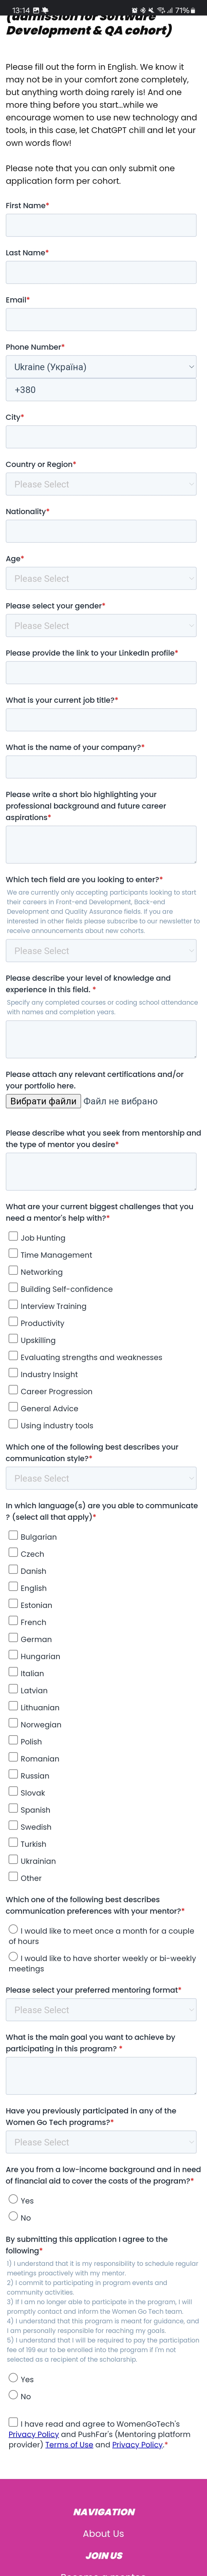 13:14 71%
(admission for Software
Development & QA cohort)
Please fill out the form in English. We know it
may not be in your comfort zone completely,
but anything worth doing rarely is! And one
more thing before you start...while we
encourage women to use new technology and
tools, in this case, let ChatGPT chill and let your
own words flow!
Please note that you can only submit one
application form per cohort.
First Name*
Last Name*
Email*
Phone Number*
Ukraine (Україна)
+380
City*
Country or Region*
Please Select
Nationality*
Age*
Please Select
Please select your gender*
Please Select
Please provide the link to your LinkedIn profile*
What is your current job title?*
What is the name of your company?*
Please write a short bio highlighting your
professional background and future career
aspirations*
Which tech field are you looking to enter?*
We are currently only accepting participants looking to start
their careers in Front-end Development, Back-end
Development and Quality Assurance fields. If you are
interested in other fields please subscribe to our newsletter to
receive announcements about new cohorts.
Please Select
Please describe your level of knowledge and
experience in this field. *
Specify any completed courses or coding school attendance
with names and completion years.
Please attach any relevant certifications and/or
your portfolio here.
Вибрати файли Файл не вибрано
Please describe what you seek from mentorship and
the type of mentor you desire*
What are your current biggest challenges that you
need a mentor's help with?*
Job Hunting
Time Management
Networking
Building Self-confidence
Interview Training
Productivity
Upskilling
Evaluating strengths and weaknesses
Industry Insight
Career Progression
General Advice
Using industry tools
Which one of the following best describes your
communication style?*
Please Select
In which language(s) are you able to communicate
? (select all that apply)*
Bulgarian
Czech
Danish
English
Estonian
French
German
Hungarian
Italian
Latvian
Lithuanian
Norwegian
Polish
Romanian
Russian
Slovak
Spanish
Swedish
Turkish
Ukrainian
Other
Which one of the following best describes
communication preferences with your mentor?*
I would like to meet once a month for a couple
of hours
I would like to have shorter weekly or bi-weekly
meetings
Please select your preferred mentoring format*
Please Select
What is the main goal you want to achieve by
participating in this program? *
Have you previously participated in any of the
Women Go Tech programs?*
Please Select
Are you from a low-income background and in need
of financial aid to cover the costs of the program?*
Yes
No
By submitting this application I agree to the
following*
1) I understand that it is my responsibility to schedule regular
meetings proactively with my mentor.
2) I commit to participating in program events and
community activities.
3) If I am no longer able to participate in the program, I will
promptly contact and inform the Women Go Tech team.
4) I understand that this program is meant for guidance, and
I am personally responsible for reaching my goals.
5) I understand that I will be required to pay the participation
fee of 199 eur to be enrolled into the program if I'm not
selected as a recipient of the scholarship.
Yes
No
I have read and agree to WomenGoTech's
Privacy Policy and PushFar's (Mentoring platform
provider) Terms of Use and Privacy Policy.*
NAVIGATION
About Us
JOIN US